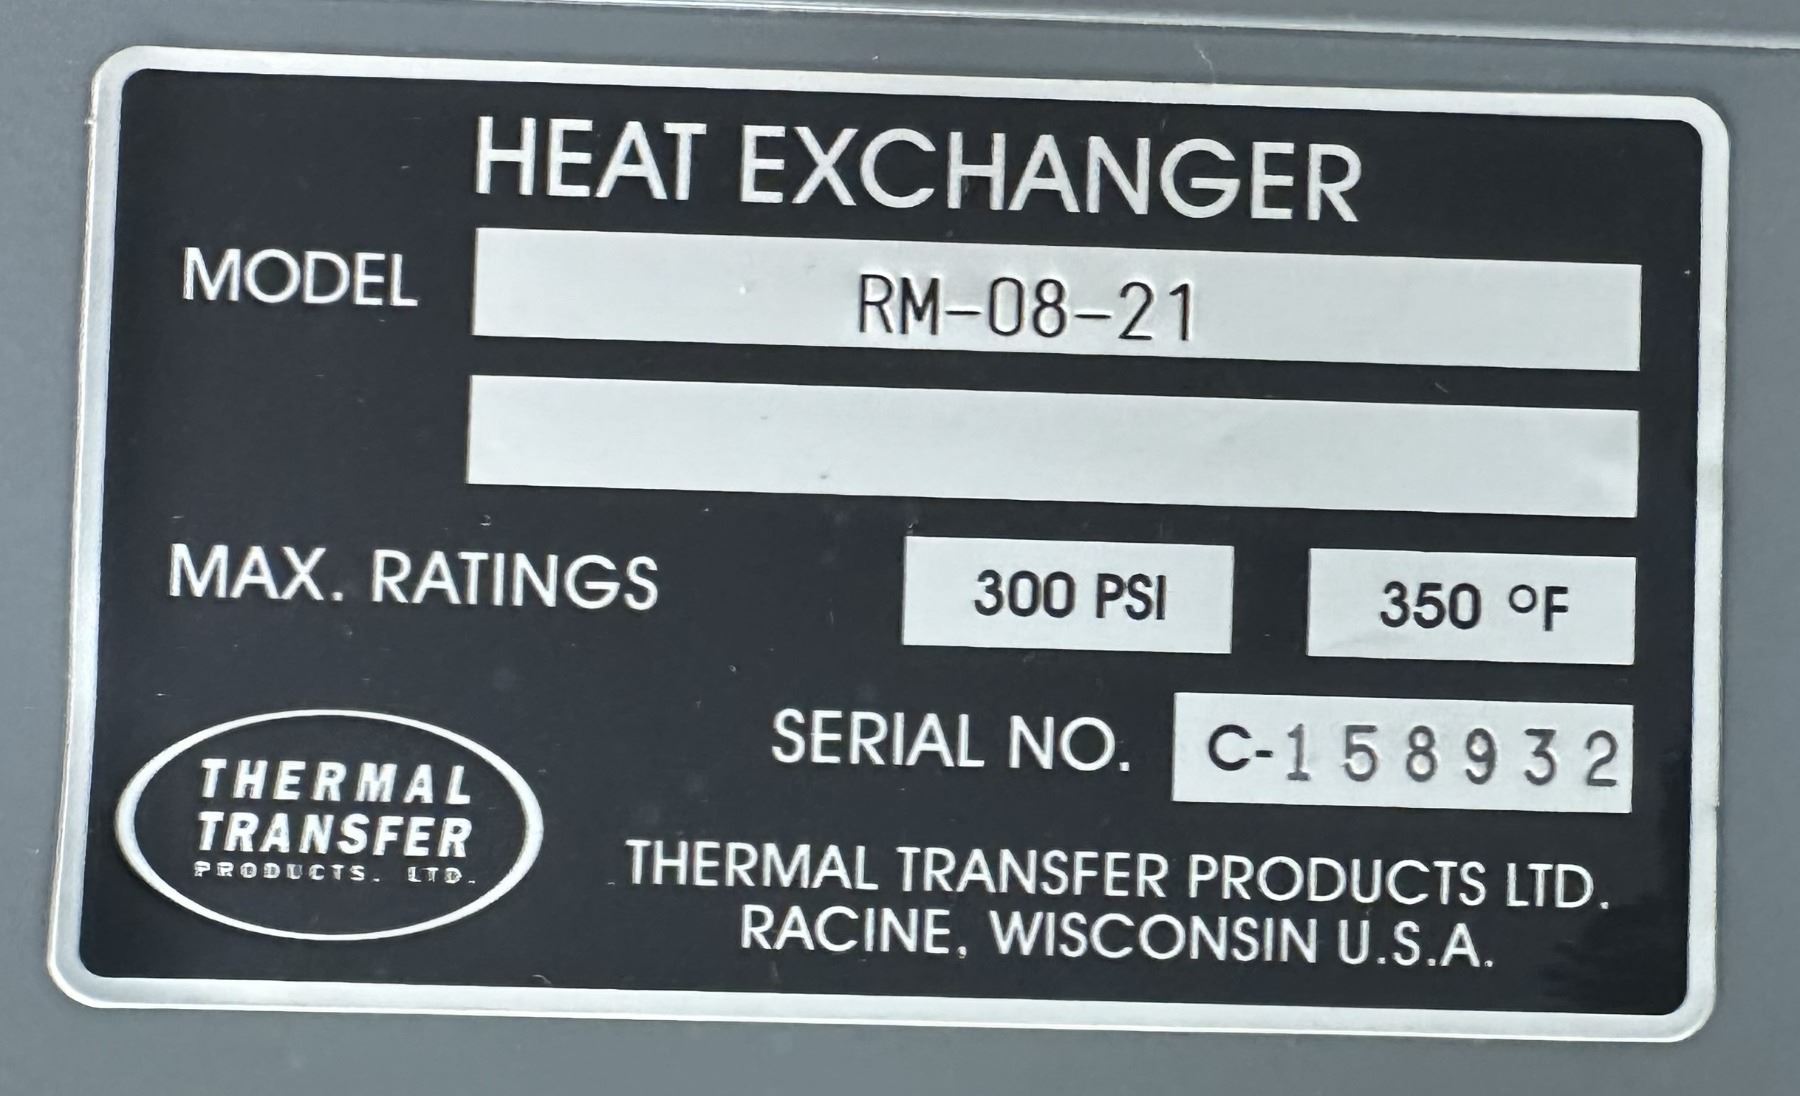 HEAT EXCHANGER
MODEL RM-08-21
MAX. RATINGS 300 PSI 350 °F
SERIAL NO. C-158932
THERMAL
TRANSFER
PRODUCTS. LTD.
THERMAL TRANSFER PRODUCTS LTD.
RACINE, WISCONSIN U.S.A.